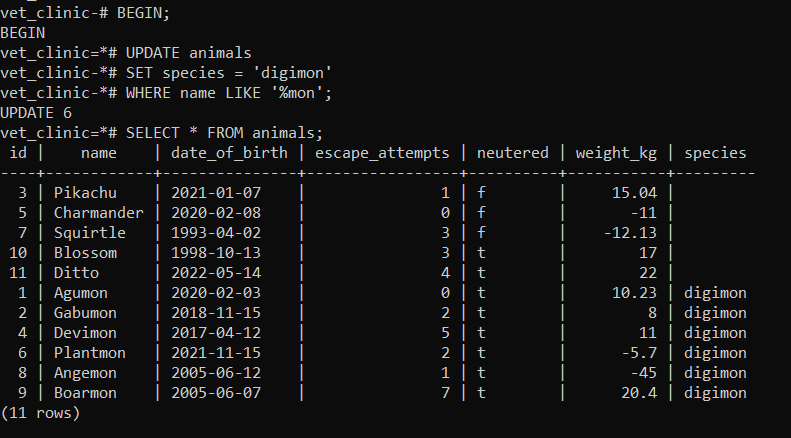 vet_clinic-# BEGIN;
BEGIN
vet_clinic=*# UPDATE animals
vet_clinic-*# SET species = 'digimon'
vet_clinic-*# WHERE name LIKE '%mon';
UPDATE 6
vet_clinic=*# SELECT * FROM animals;
 id |    name    | date_of_birth | escape_attempts | neutered | weight_kg | species
----+------------+---------------+-----------------+----------+-----------+---------
  3 | Pikachu    | 2021-01-07    |               1 | f        |     15.04 |
  5 | Charmander | 2020-02-08    |               0 | f        |       -11 |
  7 | Squirtle   | 1993-04-02    |               3 | f        |    -12.13 |
 10 | Blossom    | 1998-10-13    |               3 | t        |        17 |
 11 | Ditto      | 2022-05-14    |               4 | t        |        22 |
  1 | Agumon     | 2020-02-03    |               0 | t        |     10.23 | digimon
  2 | Gabumon    | 2018-11-15    |               2 | t        |         8 | digimon
  4 | Devimon    | 2017-04-12    |               5 | t        |        11 | digimon
  6 | Plantmon   | 2021-11-15    |               2 | t        |      -5.7 | digimon
  8 | Angemon    | 2005-06-12    |               1 | t        |       -45 | digimon
  9 | Boarmon    | 2005-06-07    |               7 | t        |      20.4 | digimon
(11 rows)